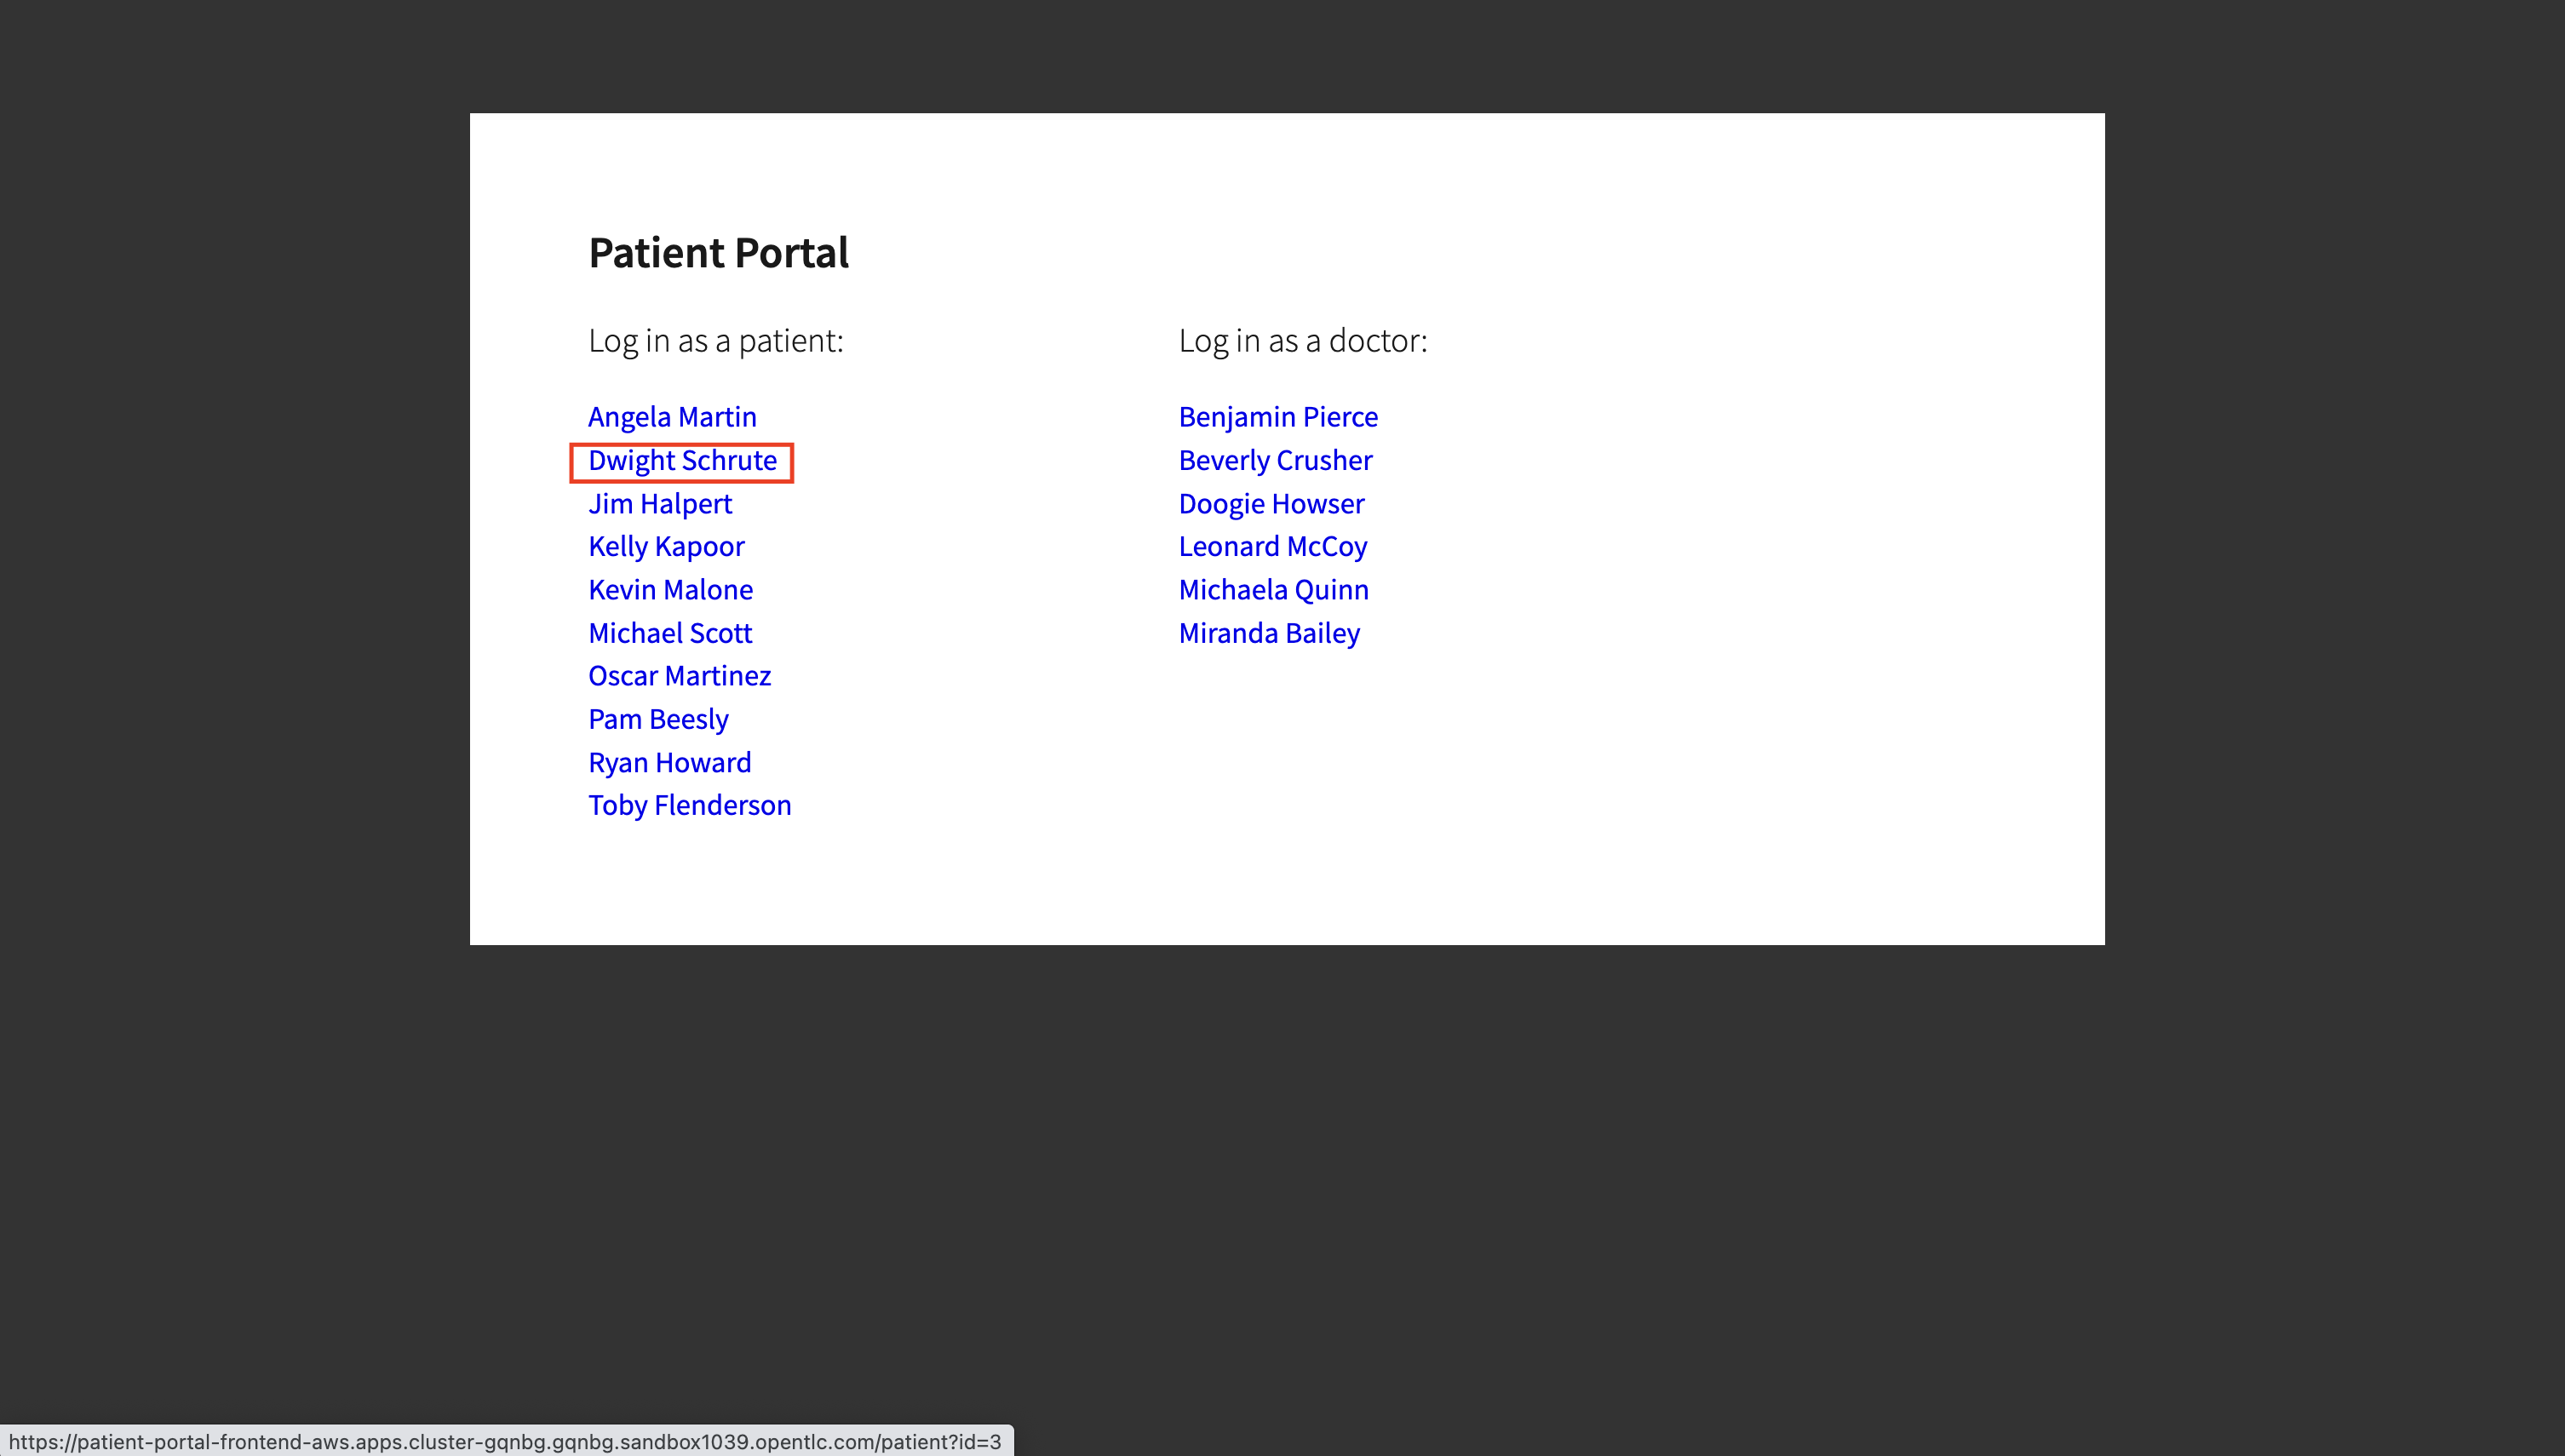 Patient Portal
Log in as a patient:
Angela Martin
Dwight Schrute
Jim Halpert
Kelly Kapoor
Kevin Malone
Michael Scott
Oscar Martinez
Pam Beesly
Ryan Howard
Toby Flenderson
Log in as a doctor:
Benjamin Pierce
Beverly Crusher
Doogie Howser
Leonard McCoy
Michaela Quinn
Miranda Bailey
https://patient-portal-frontend-aws.apps.cluster-gqnbg.gqnbg.sandbox1039.opentlc.com/patient?id=3